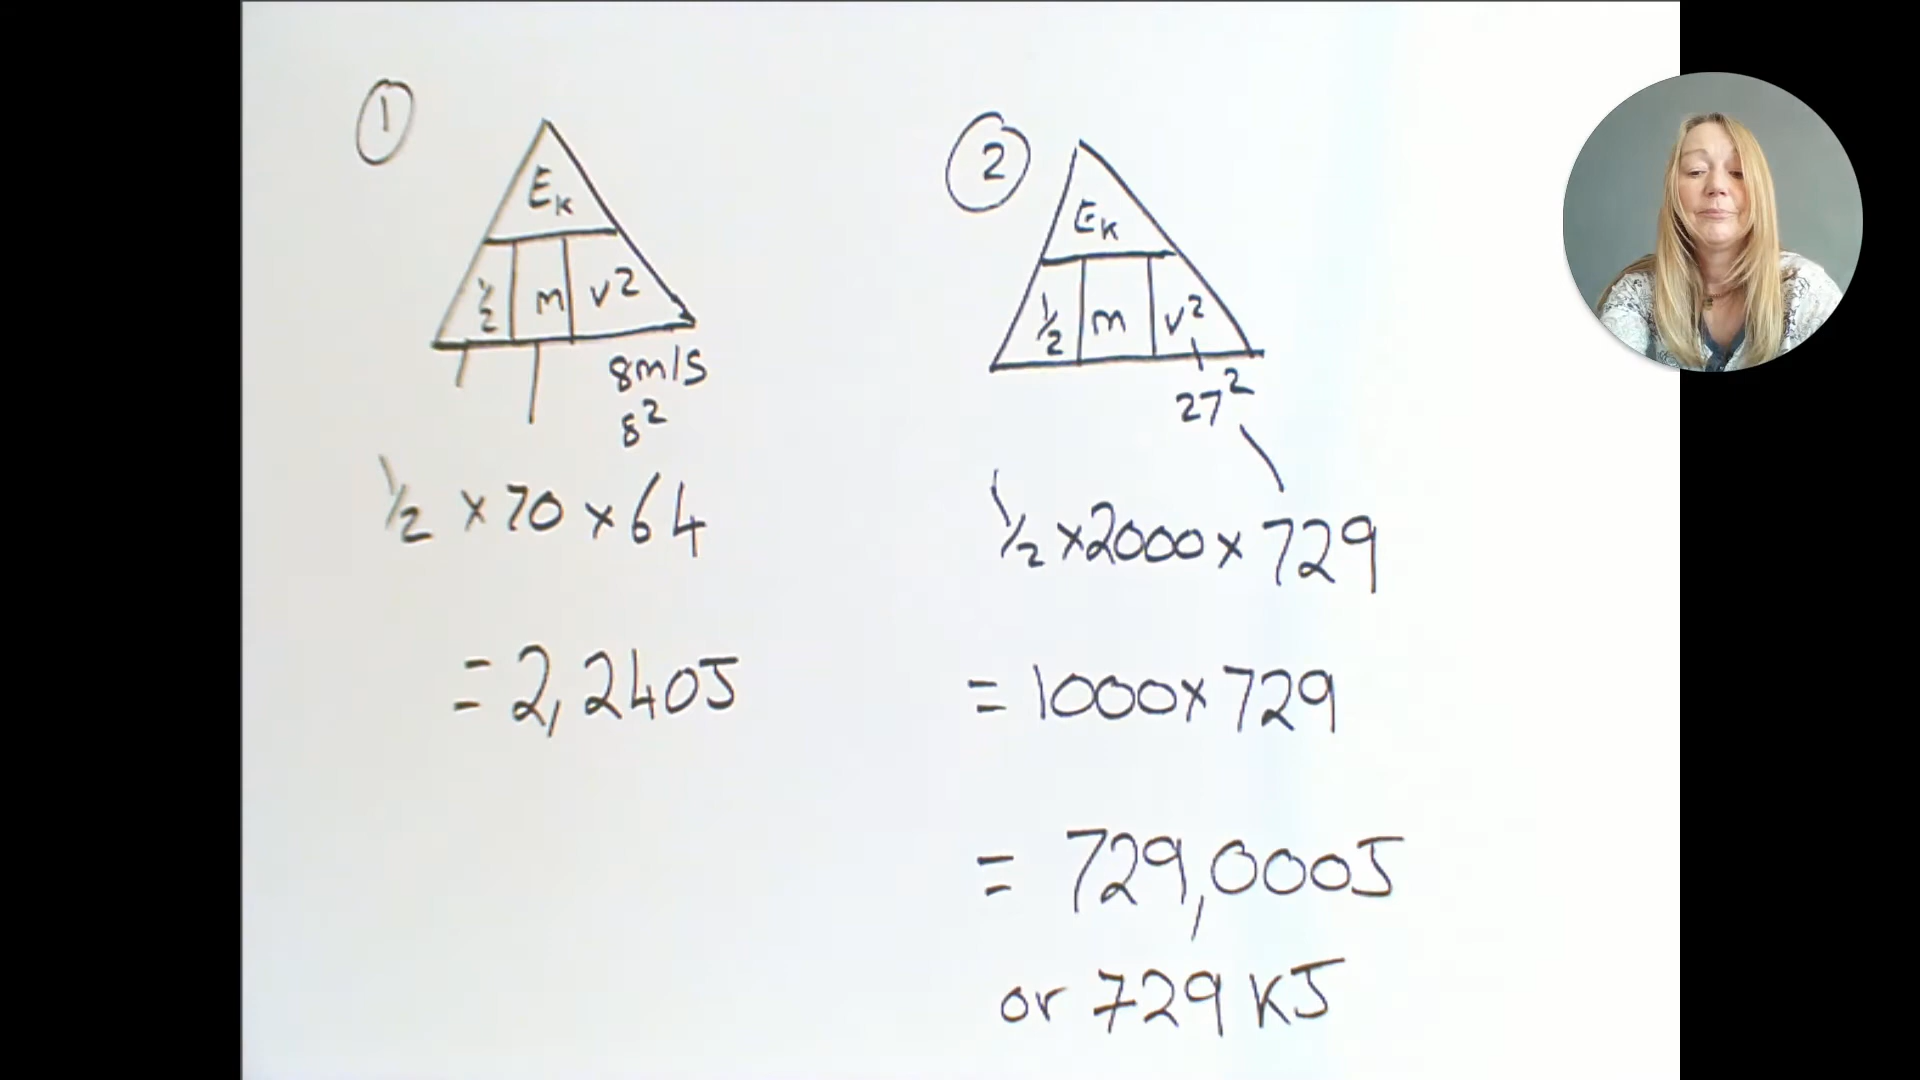 1
Ek
½ m v²
8m/s
8²
½ × 70 × 64
= 2,240J
2
Ek
½ m v²
27²
½ × 2000 × 729
= 1000 × 729
= 729,000J
or 729 KJ